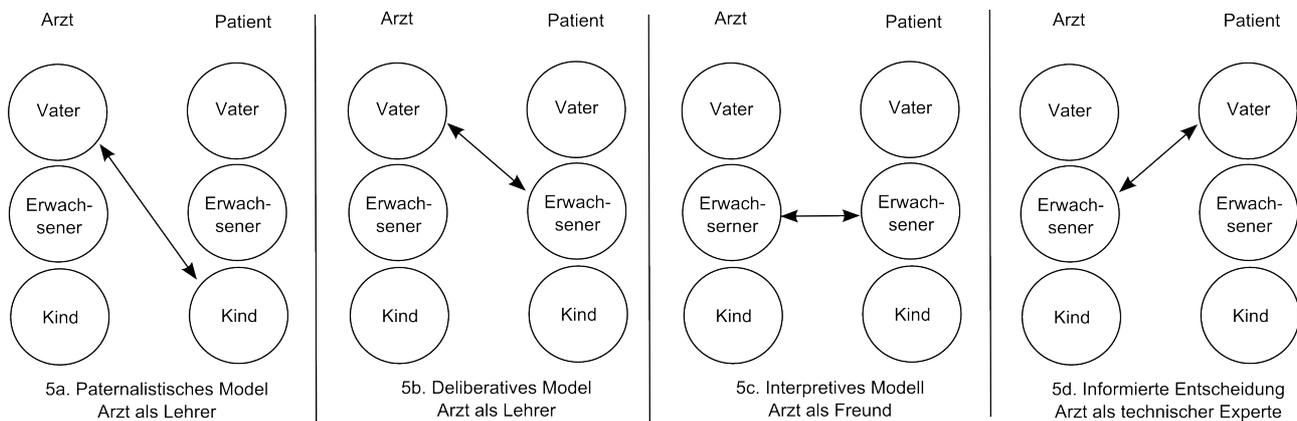 Arzt
Patient
Vater
Vater
Erwach-
sener
Erwach-
sener
Kind
Kind
5a. Paternalistisches Model
Arzt als Lehrer
Arzt
Patient
Vater
Vater
Erwach-
sener
Erwach-
sener
Kind
Kind
5b. Deliberatives Model
Arzt als Lehrer
Arzt
Patient
Vater
Vater
Erwach-
serner
Erwach-
sener
Kind
Kind
5c. Interpretives Modell
Arzt als Freund
Arzt
Patient
Vater
Vater
Erwach-
sener
Erwach-
sener
Kind
Kind
5d. Informierte Entscheidung
Arzt als technischer Experte